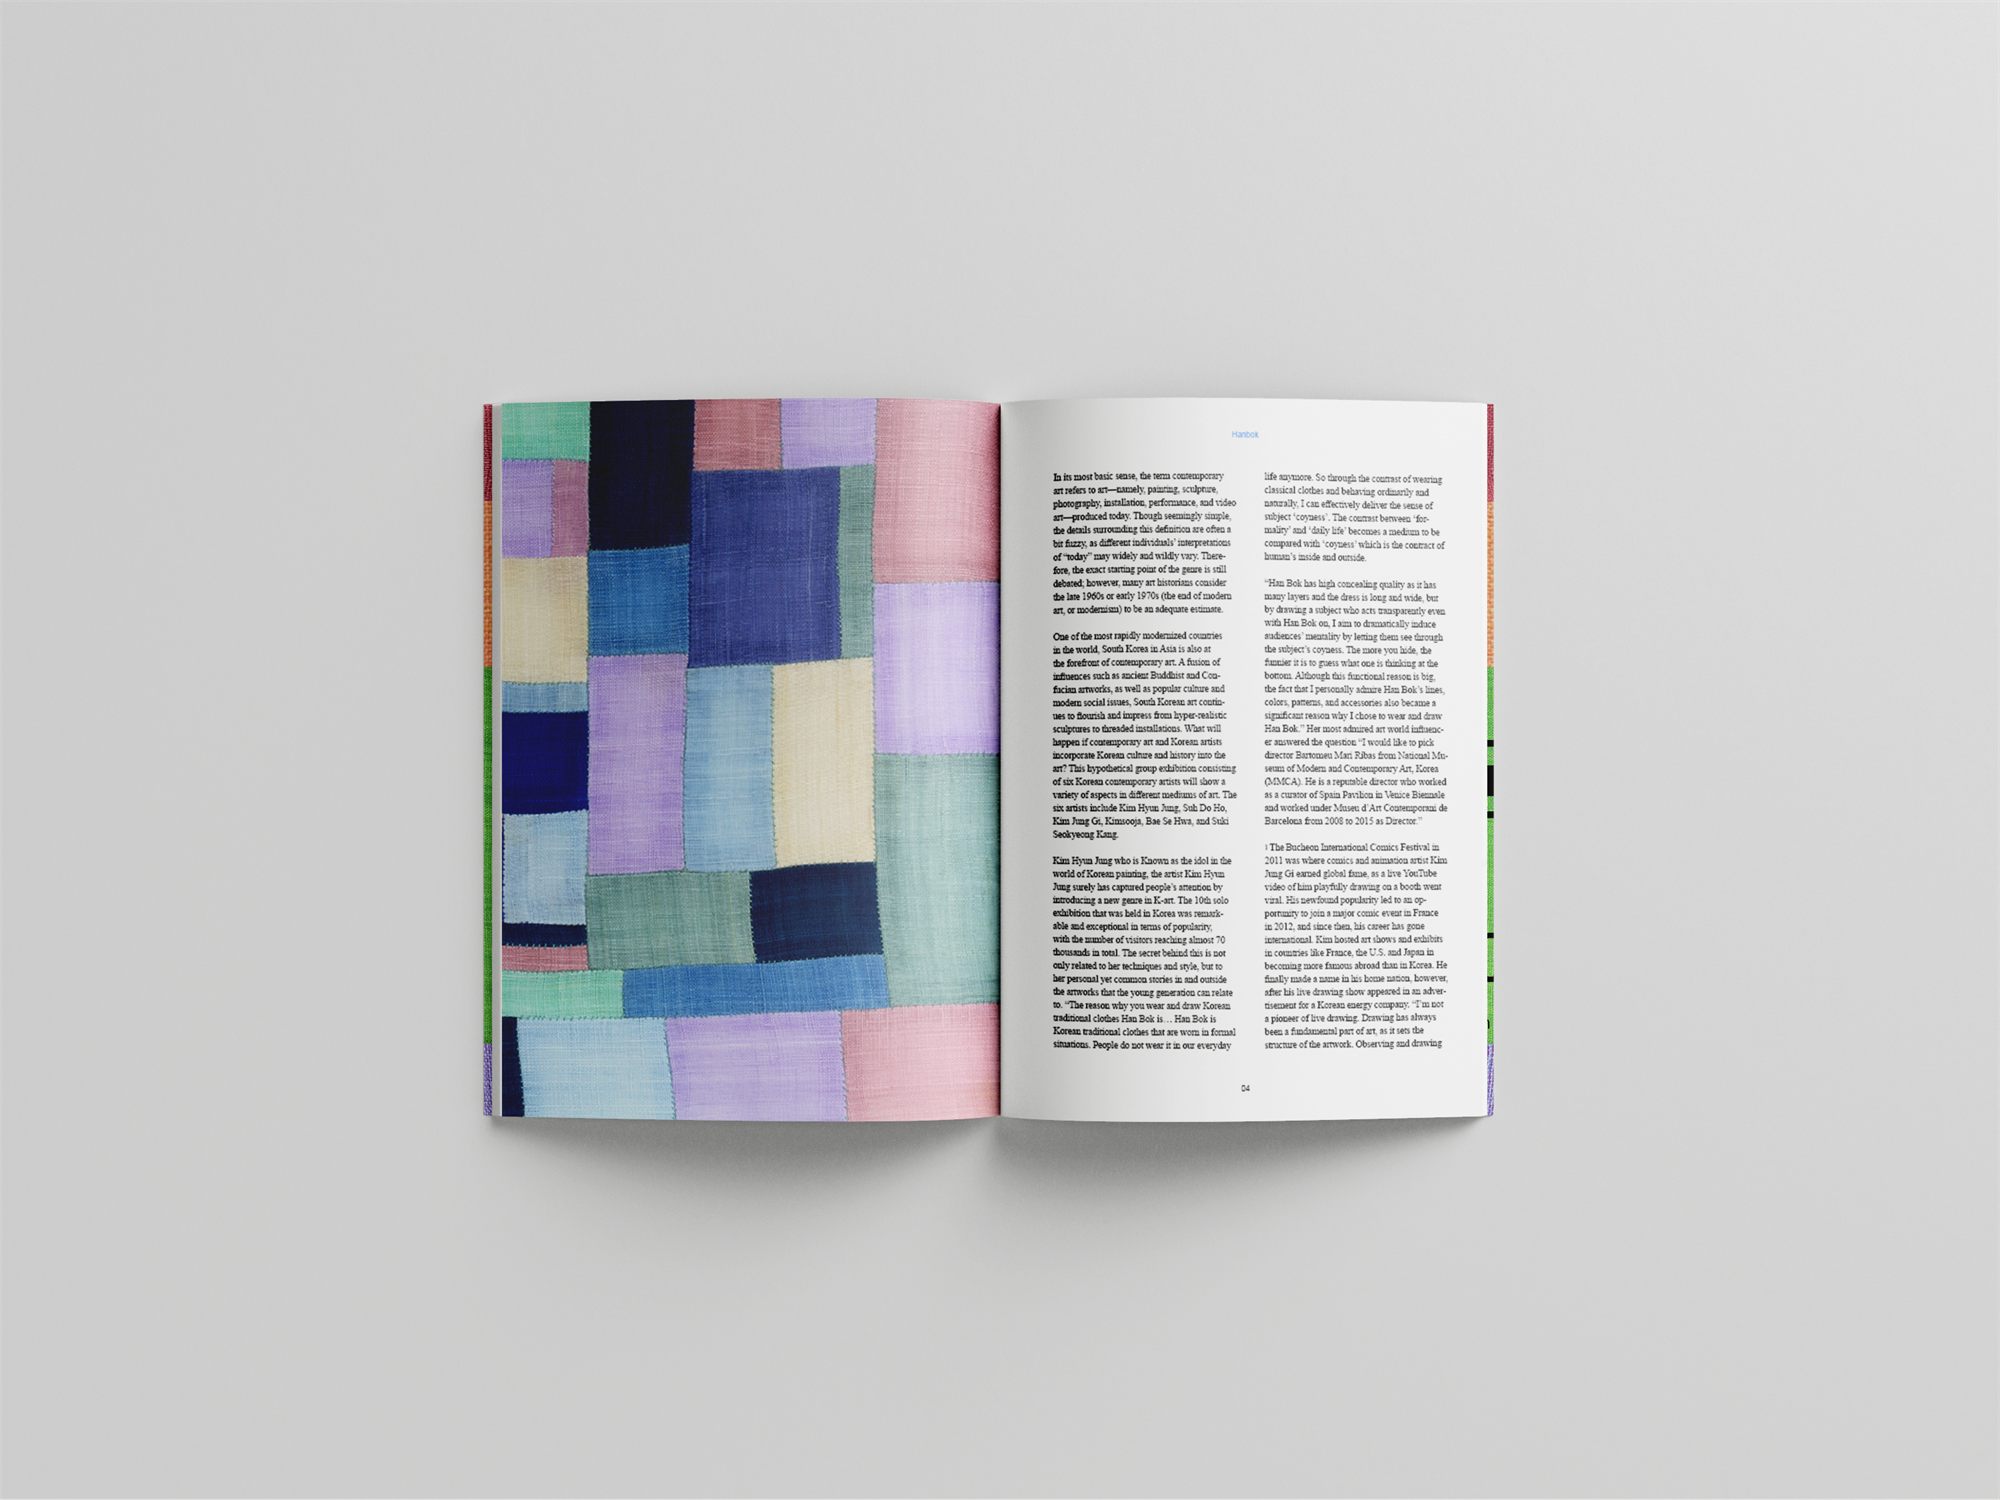 Hanbok
In its most basic sense, the term contemporary
art refers to art—namely, painting, sculpture,
photography, installation, performance, and video
art—produced today. Though seemingly simple,
the details surrounding this definition are often a
bit fuzzy, as different individuals' interpretations
of "today" may widely and wildly vary. There-
fore, the exact starting point of the genre is still
debated; however, many art historians consider
the late 1960s or early 1970s (the end of modern
art, or modernism) to be an adequate estimate.
One of the most rapidly modernized countries
in the world, South Korea in Asia is also at
the forefront of contemporary art. A fusion of
influences such as ancient Buddhist and Con-
fucian artworks, as well as popular culture and
modern social issues, South Korean art contin-
ues to flourish and impress from hyper-realistic
sculptures to threaded installations. What will
happen if contemporary art and Korean artists
incorporate Korean culture and history into the
art? This hypothetical group exhibition consisting
of six Korean contemporary artists will show a
variety of aspects in different mediums of art. The
six artists include Kim Hyun Jung, Suh Do Ho,
Kim Jung Gi, Kimsooja, Bae Se Hwa, and Suki
Seokyeong Kang.
Kim Hyun Jung who is Known as the idol in the
world of Korean painting, the artist Kim Hyun
Jung surely has captured people's attention by
introducing a new genre in K-art. The 10th solo
exhibition that was held in Korea was remark-
able and exceptional in terms of popularity,
with the number of visitors reaching almost 70
thousands in total. The secret behind this is not
only related to her techniques and style, but to
her personal yet common stories in and outside
the artworks that the young generation can relate
to. "The reason why you wear and draw Korean
traditional clothes Han Bok is… Han Bok is
Korean traditional clothes that are worn in formal
situations. People do not wear it in our everyday
life anymore. So through the contrast of wearing
classical clothes and behaving ordinarily and
naturally, I can effectively deliver the sense of
subject 'coyness'. The contrast between 'for-
mality' and 'daily life' becomes a medium to be
compared with 'coyness' which is the contract of
human's inside and outside.
"Han Bok has high concealing quality as it has
many layers and the dress is long and wide, but
by drawing a subject who acts transparently even
with Han Bok on, I aim to dramatically induce
audiences' mentality by letting them see through
the subject's coyness. The more you hide, the
funnier it is to guess what one is thinking at the
bottom. Although this functional reason is big,
the fact that I personally admire Han Bok's lines,
colors, patterns, and accessories also became a
significant reason why I chose to wear and draw
Han Bok." Her most admired art world influenc-
er answered the question "I would like to pick
director Bartomeu Mari Ribas from National Mu-
seum of Modern and Contemporary Art, Korea
(MMCA). He is a reputable director who worked
as a curator of Spain Pavilion in Venice Biennale
and worked under Museu d'Art Contemporani de
Barcelona from 2008 to 2015 as Director."
1 The Bucheon International Comics Festival in
2011 was where comics and animation artist Kim
Jung Gi earned global fame, as a live YouTube
video of him playfully drawing on a booth went
viral. His newfound popularity led to an op-
portunity to join a major comic event in France
in 2012, and since then, his career has gone
international. Kim hosted art shows and exhibits
in countries like France, the U.S. and Japan in
becoming more famous abroad than in Korea. He
finally made a name in his home nation, however,
after his live drawing show appeared in an adver-
tisement for a Korean energy company. "I'm not
a pioneer of live drawing. Drawing has always
been a fundamental part of art, as it sets the
structure of the artwork. Observing and drawing
04